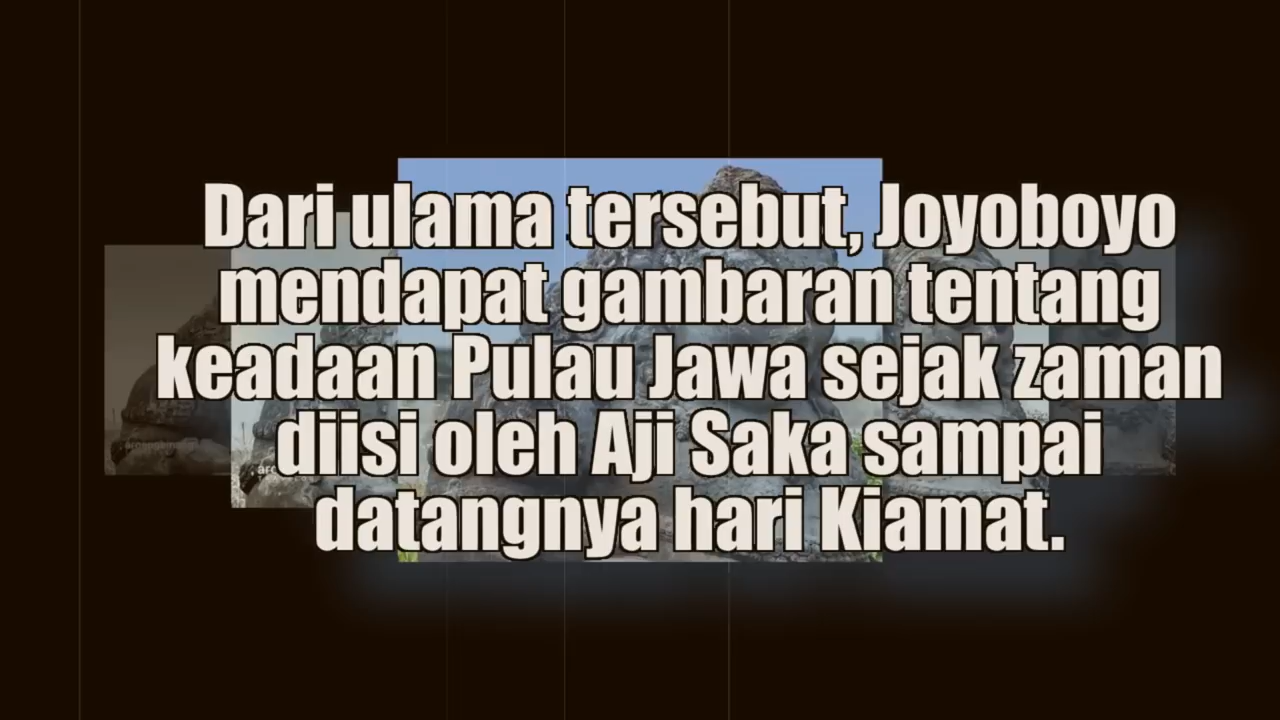 Dari ulama tersebut, Joyoboyo
mendapat gambaran tentang
keadaan Pulau Jawa sejak zaman
diisi oleh Aji Saka sampai
datangnya hari Kiamat.